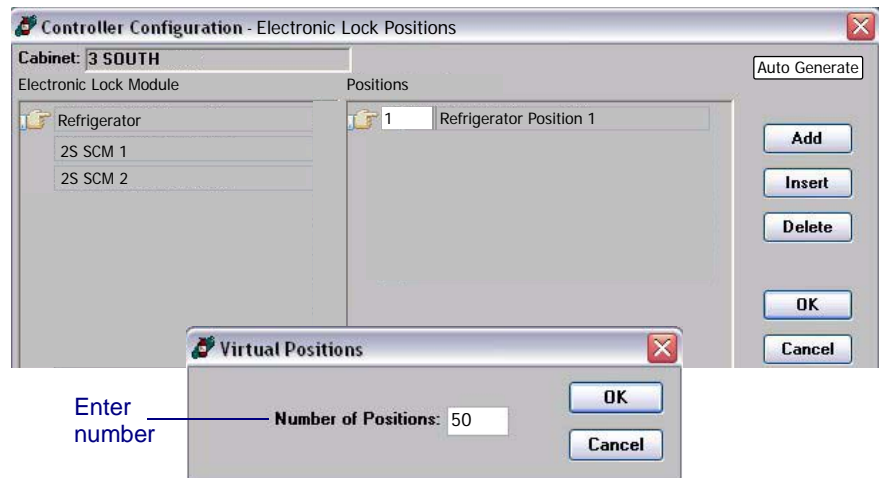 Controller Configuration - Electronic Lock Positions
Cabinet: 3 SOUTH
Auto Generate
Electronic Lock Module
Positions
Refrigerator
1
Refrigerator Position 1
2S SCM 1
2S SCM 2
Add
Insert
Delete
OK
Cancel
Virtual Positions
Enter
number
Number of Positions: 50
OK
Cancel